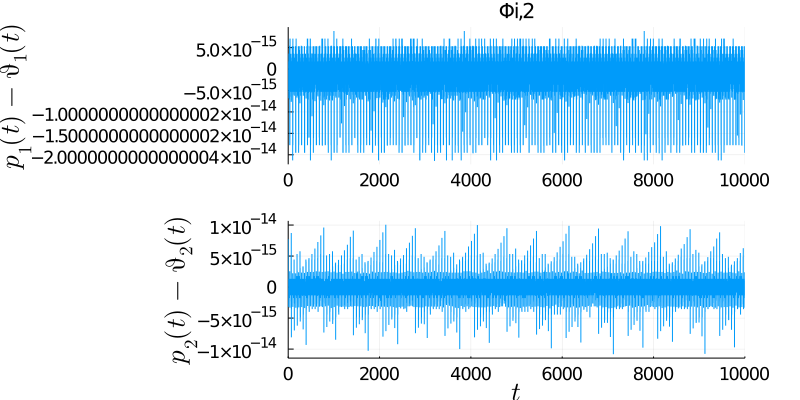 Φi,2
p₁(t) − ϑ₁(t)
5.0×10⁻¹⁵
0
−5.0×10⁻¹⁵
−1.0000000000000002×10⁻¹⁴
−1.5000000000000002×10⁻¹⁴
−2.0000000000000004×10⁻¹⁴
0 2000 4000 6000 8000 10000
p₂(t) − ϑ₂(t)
1×10⁻¹⁴
5×10⁻¹⁵
0
−5×10⁻¹⁵
−1×10⁻¹⁴
0 2000 4000 6000 8000 10000
t